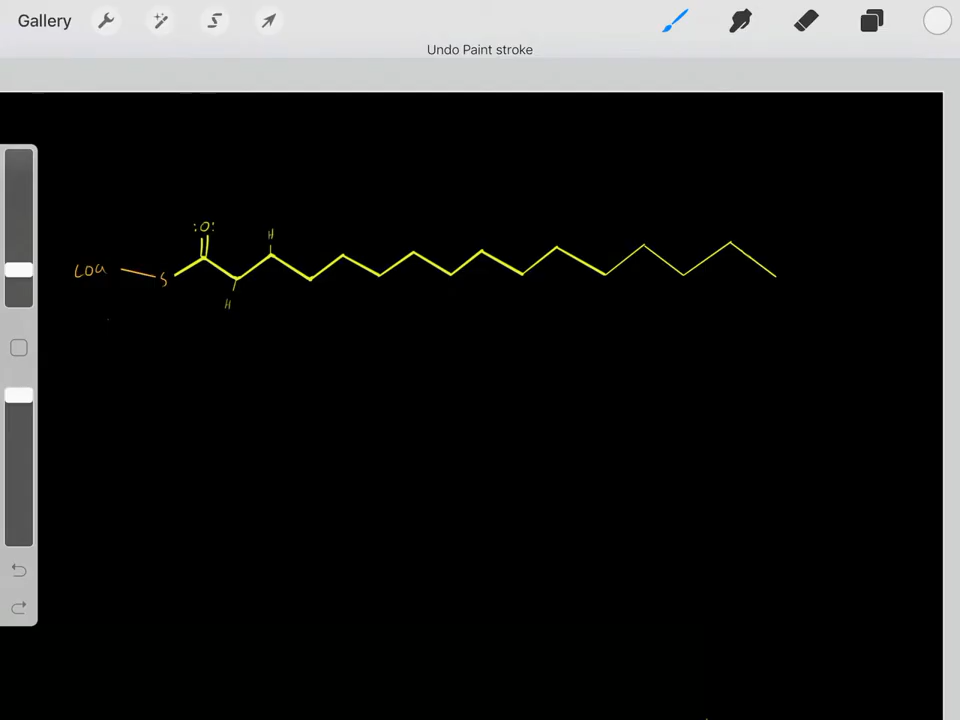 Gallery
Undo Paint stroke
:O:
H
COA
S
H